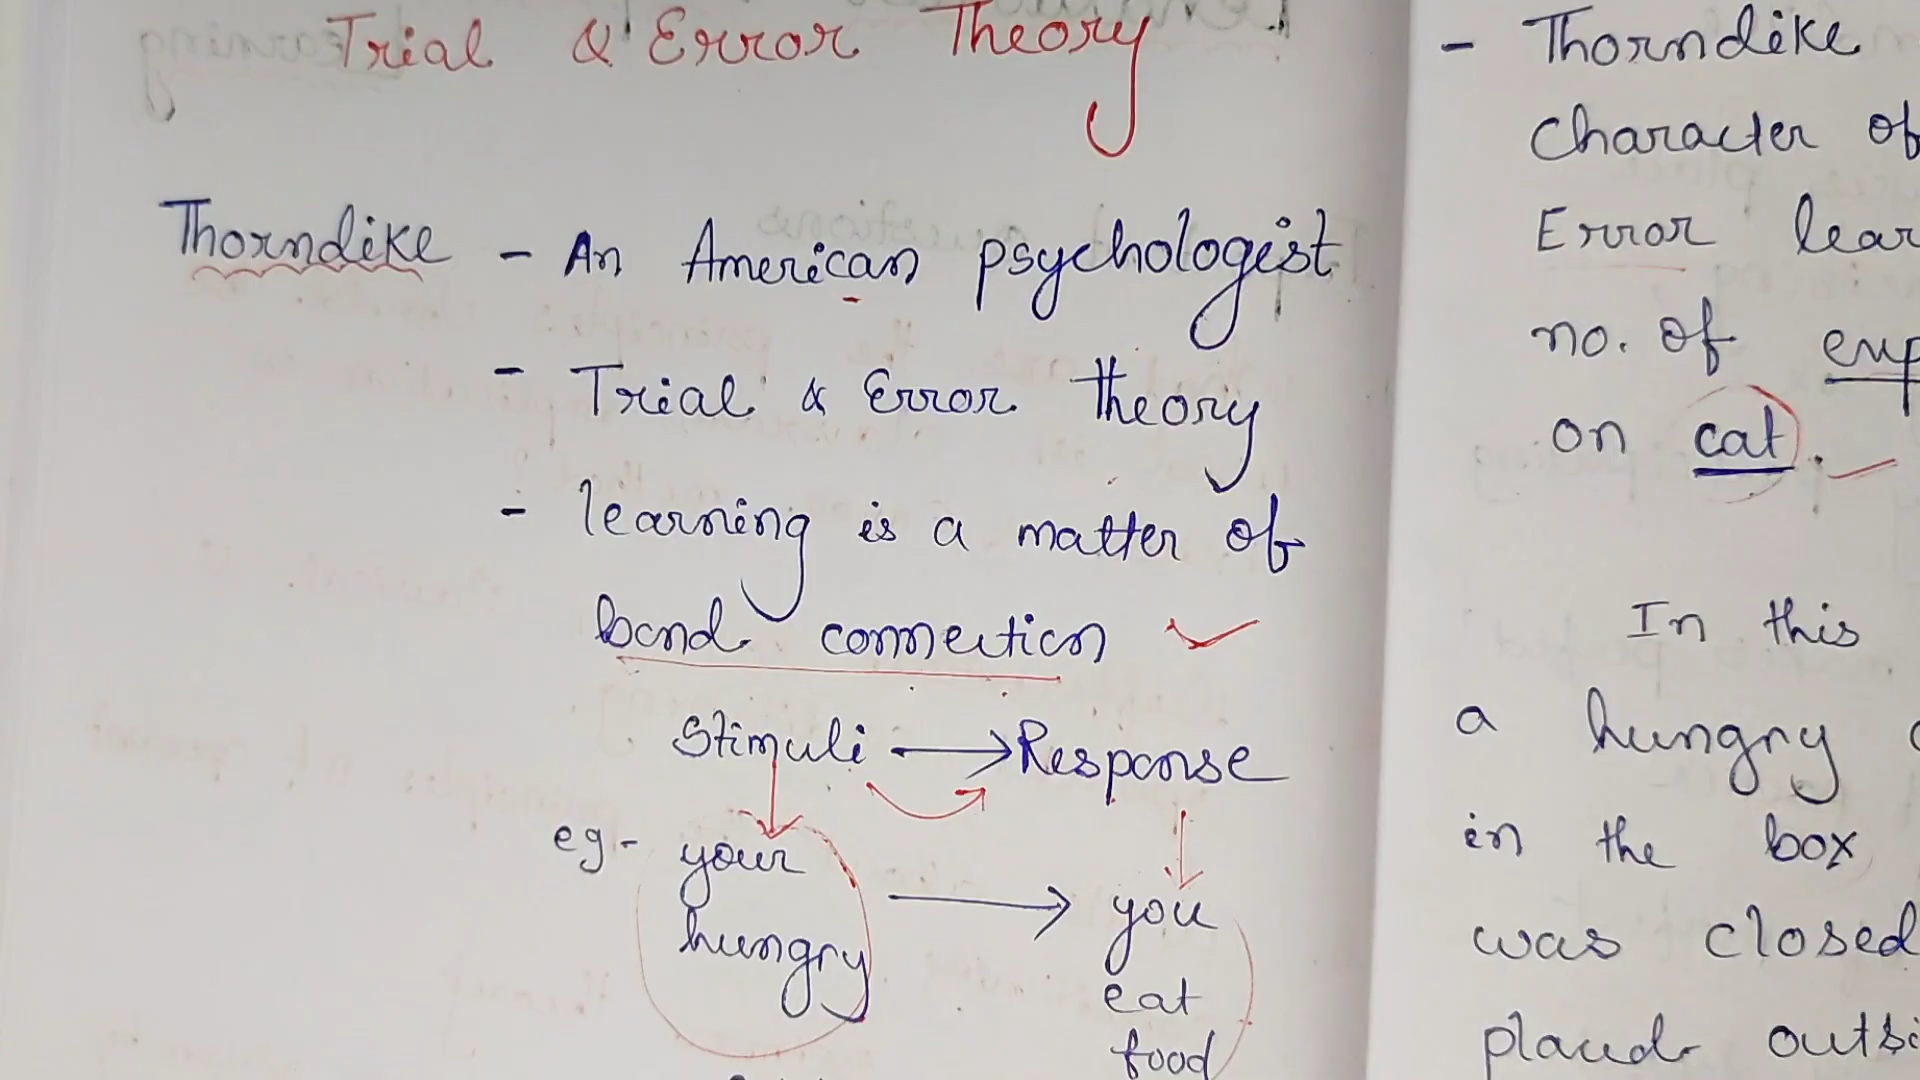 Trial & Error Theory
Thorndike - An American psychologist
- Trial & Error theory
- learning is a matter of
bond connection
Stimuli → Response
eg- your
hungry → you
eat
food
- Thorndike
Character of
Error lear
no. of exp
on cat.
In this
a hungry c
in the box
was closed
placed outsi